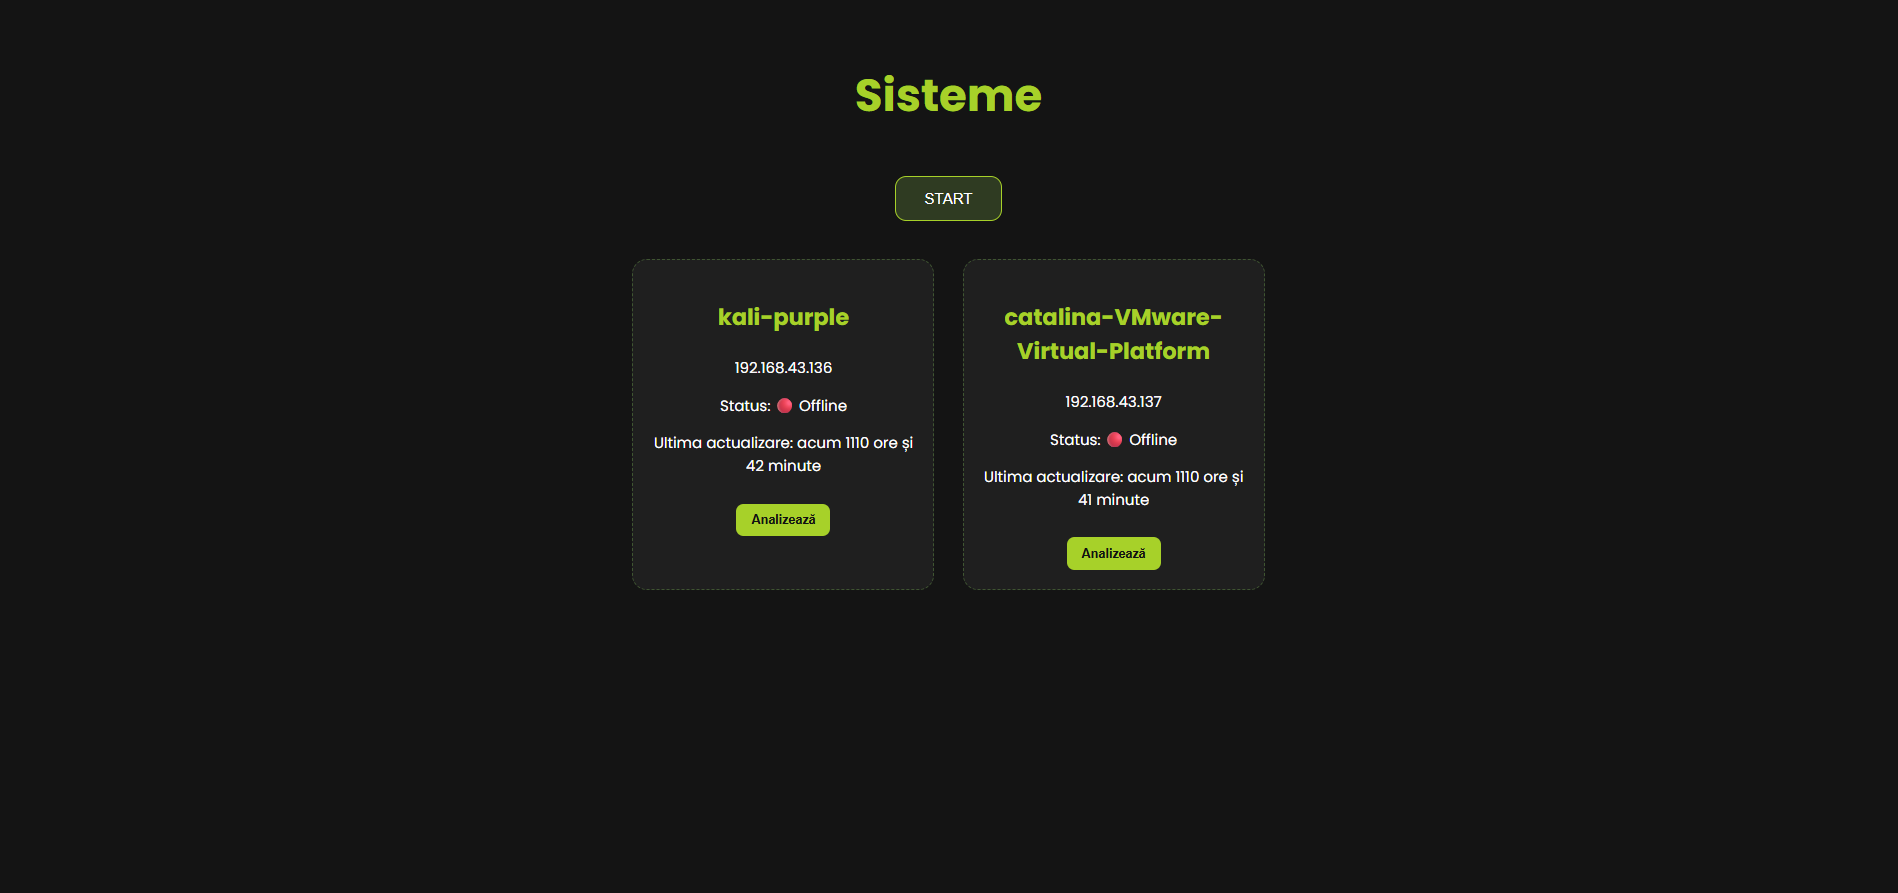 Sisteme
START
kali-purple
192.168.43.136
Status: 🔴 Offline
Ultima actualizare: acum 1110 ore și
42 minute
Analizează
catalina-VMware-
Virtual-Platform
192.168.43.137
Status: 🔴 Offline
Ultima actualizare: acum 1110 ore și
41 minute
Analizează